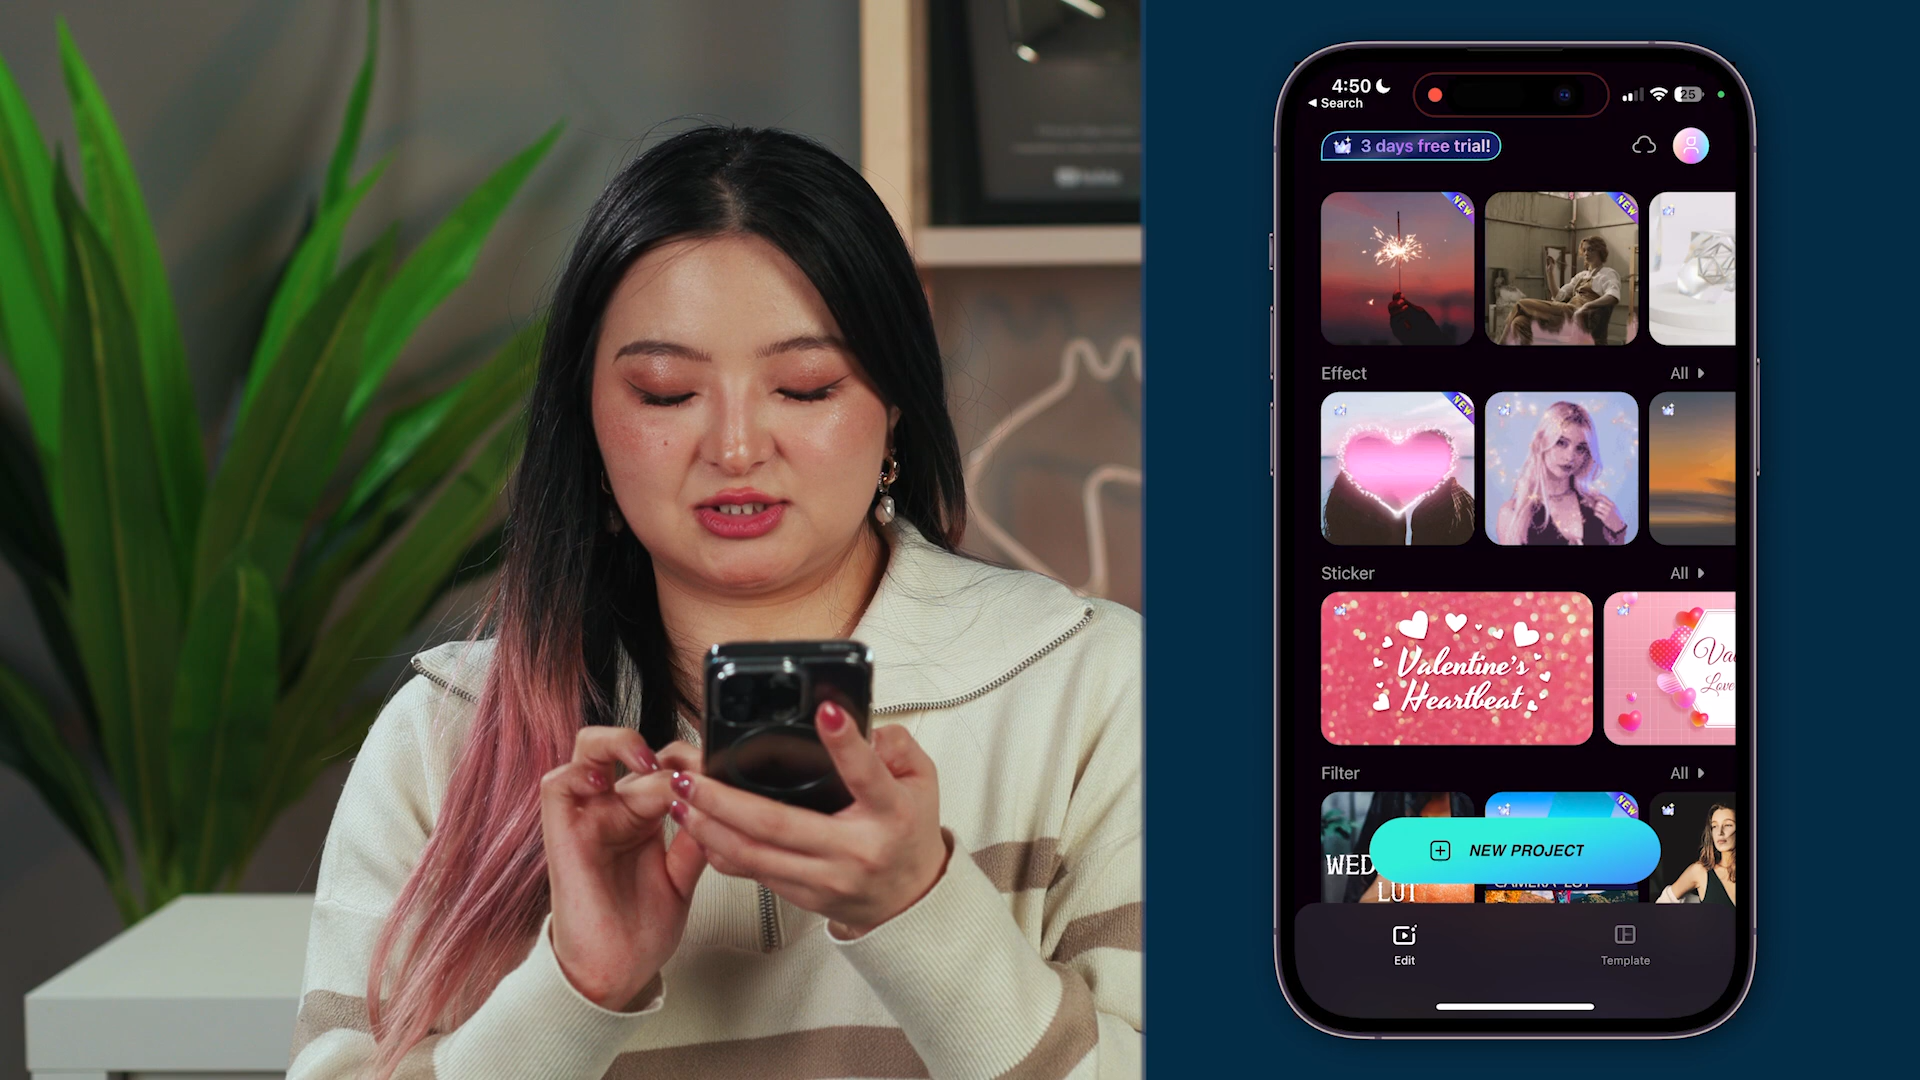 4:50
Search
25
3 days free trial!
NEW
NEW
Effect
All
NEW
Sticker
All
Valentine's
Heartbeat
Love
Filter
All
NEW
WED
LUT
NEW PROJECT
Edit
Template